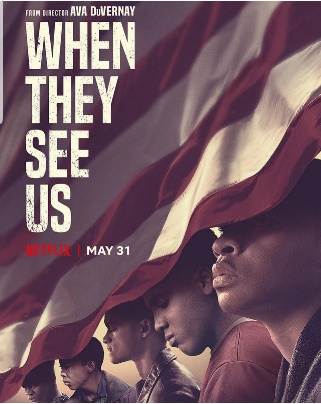 FROM DIRECTOR AVA DuVERNAY
WHEN
THEY
SEE
US
NETFLIX | MAY 31